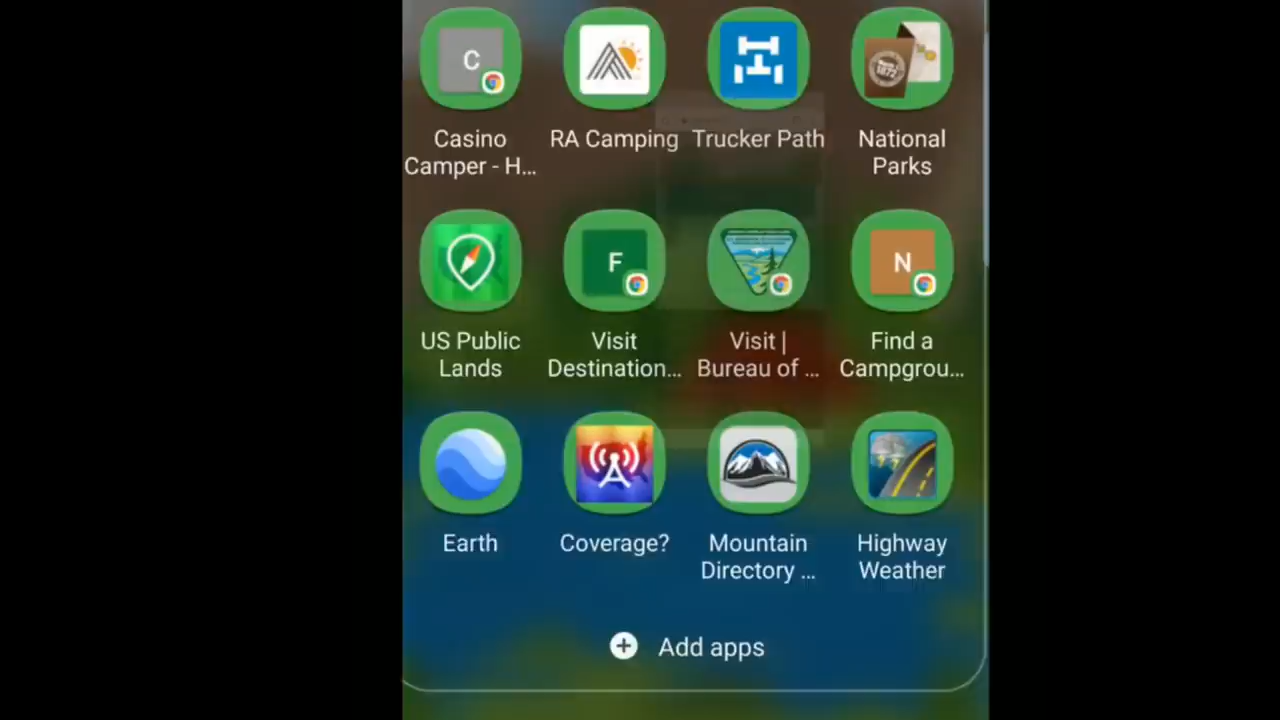 C
Casino
Camper - H...
RA Camping
Trucker Path
1872
National
Parks
US Public
Lands
F
Visit
Destination...
Visit |
Bureau of ...
N
Find a
Campgrou...
Earth
Coverage?
Mountain
Directory ...
Highway
Weather
Add apps